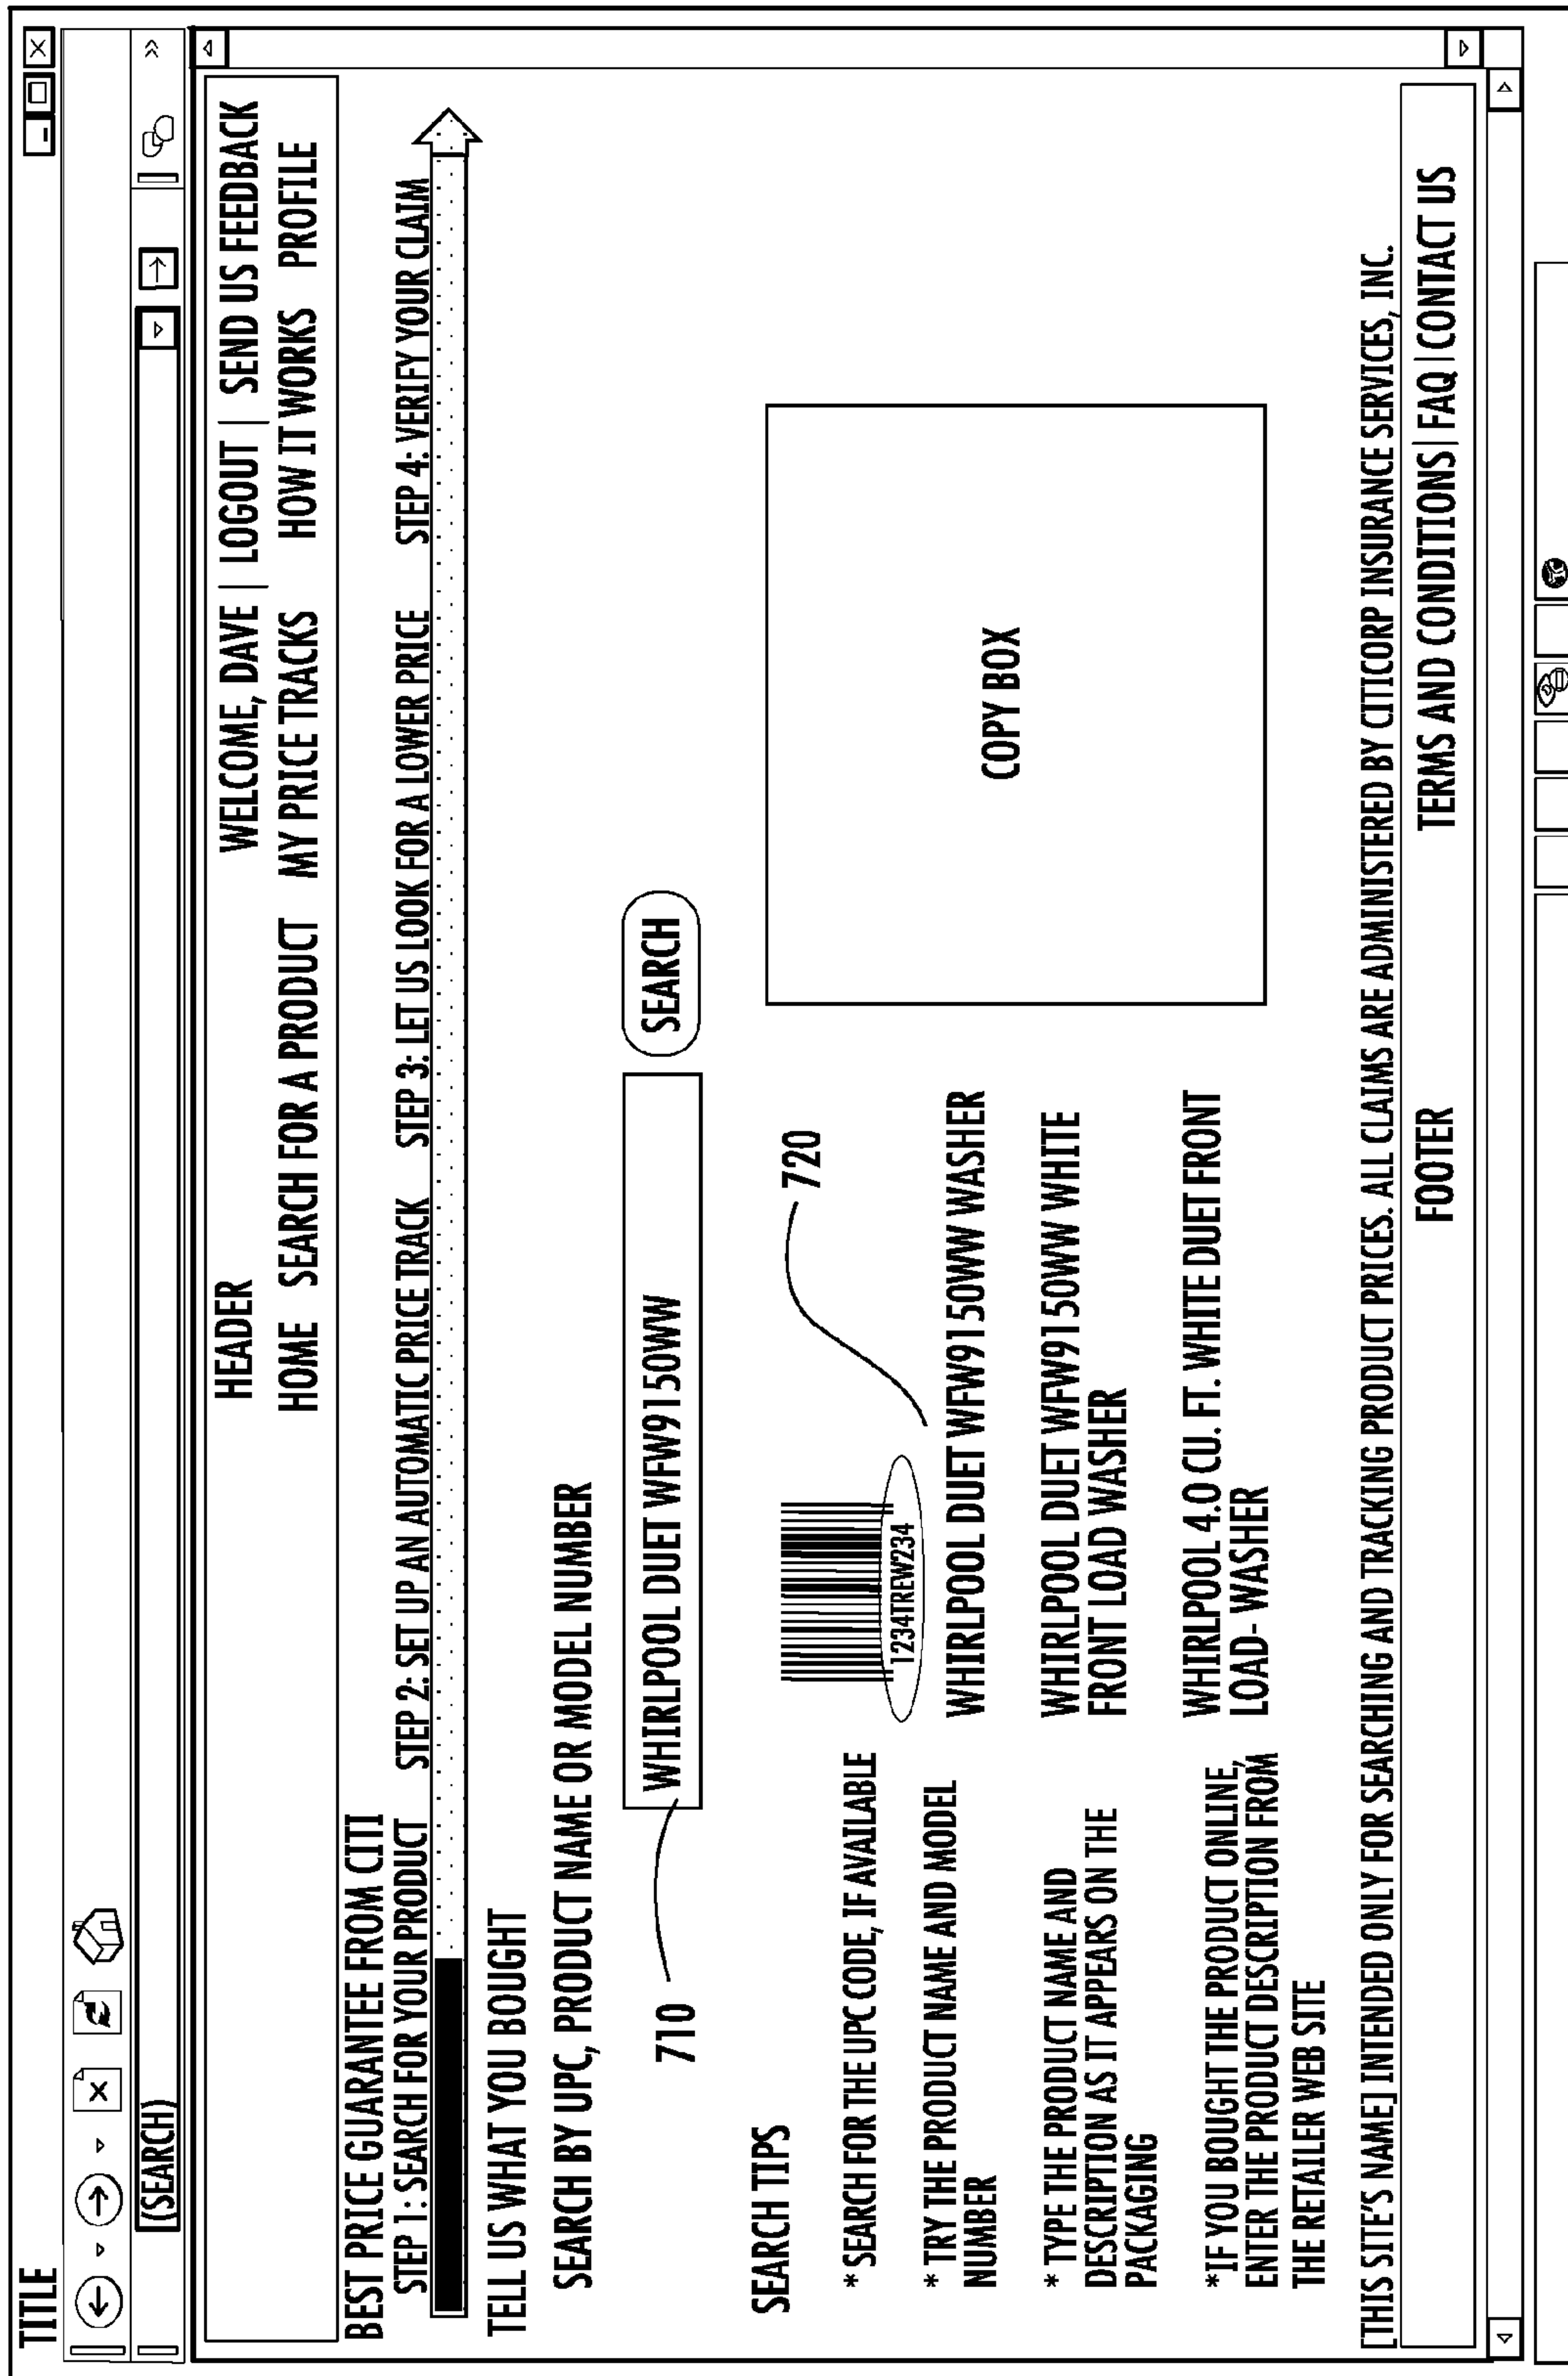 TITLE
(SEARCH)
HEADER
WELCOME, DAVE | LOGOUT | SEND US FEEDBACK
HOME SEARCH FOR A PRODUCT MY PRICE TRACKS HOW IT WORKS PROFILE
BEST PRICE GUARANTEE FROM CITI
STEP 1: SEARCH FOR YOUR PRODUCT STEP 2: SET UP AN AUTOMATIC PRICE TRACK STEP 3: LET US LOOK FOR A LOWER PRICE STEP 4: VERIFY YOUR CLAIM
TELL US WHAT YOU BOUGHT
SEARCH BY UPC, PRODUCT NAME OR MODEL NUMBER
710
WHIRLPOOL DUET WFW9150WW
SEARCH
SEARCH TIPS
* SEARCH FOR THE UPC CODE, IF AVAILABLE
* TRY THE PRODUCT NAME AND MODEL
NUMBER
* TYPE THE PRODUCT NAME AND
DESCRIPTION AS IT APPEARS ON THE
PACKAGING
*IF YOU BOUGHT THE PRODUCT ONLINE,
ENTER THE PRODUCT DESCRIPTION FROM
THE RETAILER WEB SITE
1234TREW234
720
WHIRLPOOL DUET WFW9150WW WASHER
WHIRLPOOL DUET WFW9150WW WHITE
FRONT LOAD WASHER
WHIRLPOOL 4.0 CU. FT. WHITE DUET FRONT
LOAD- WASHER
COPY BOX
[THIS SITE'S NAME] INTENDED ONLY FOR SEARCHING AND TRACKING PRODUCT PRICES. ALL CLAIMS ARE ADMINISTERED BY CITICORP INSURANCE SERVICES, INC.
FOOTER
TERMS AND CONDITIONS | FAQ | CONTACT US